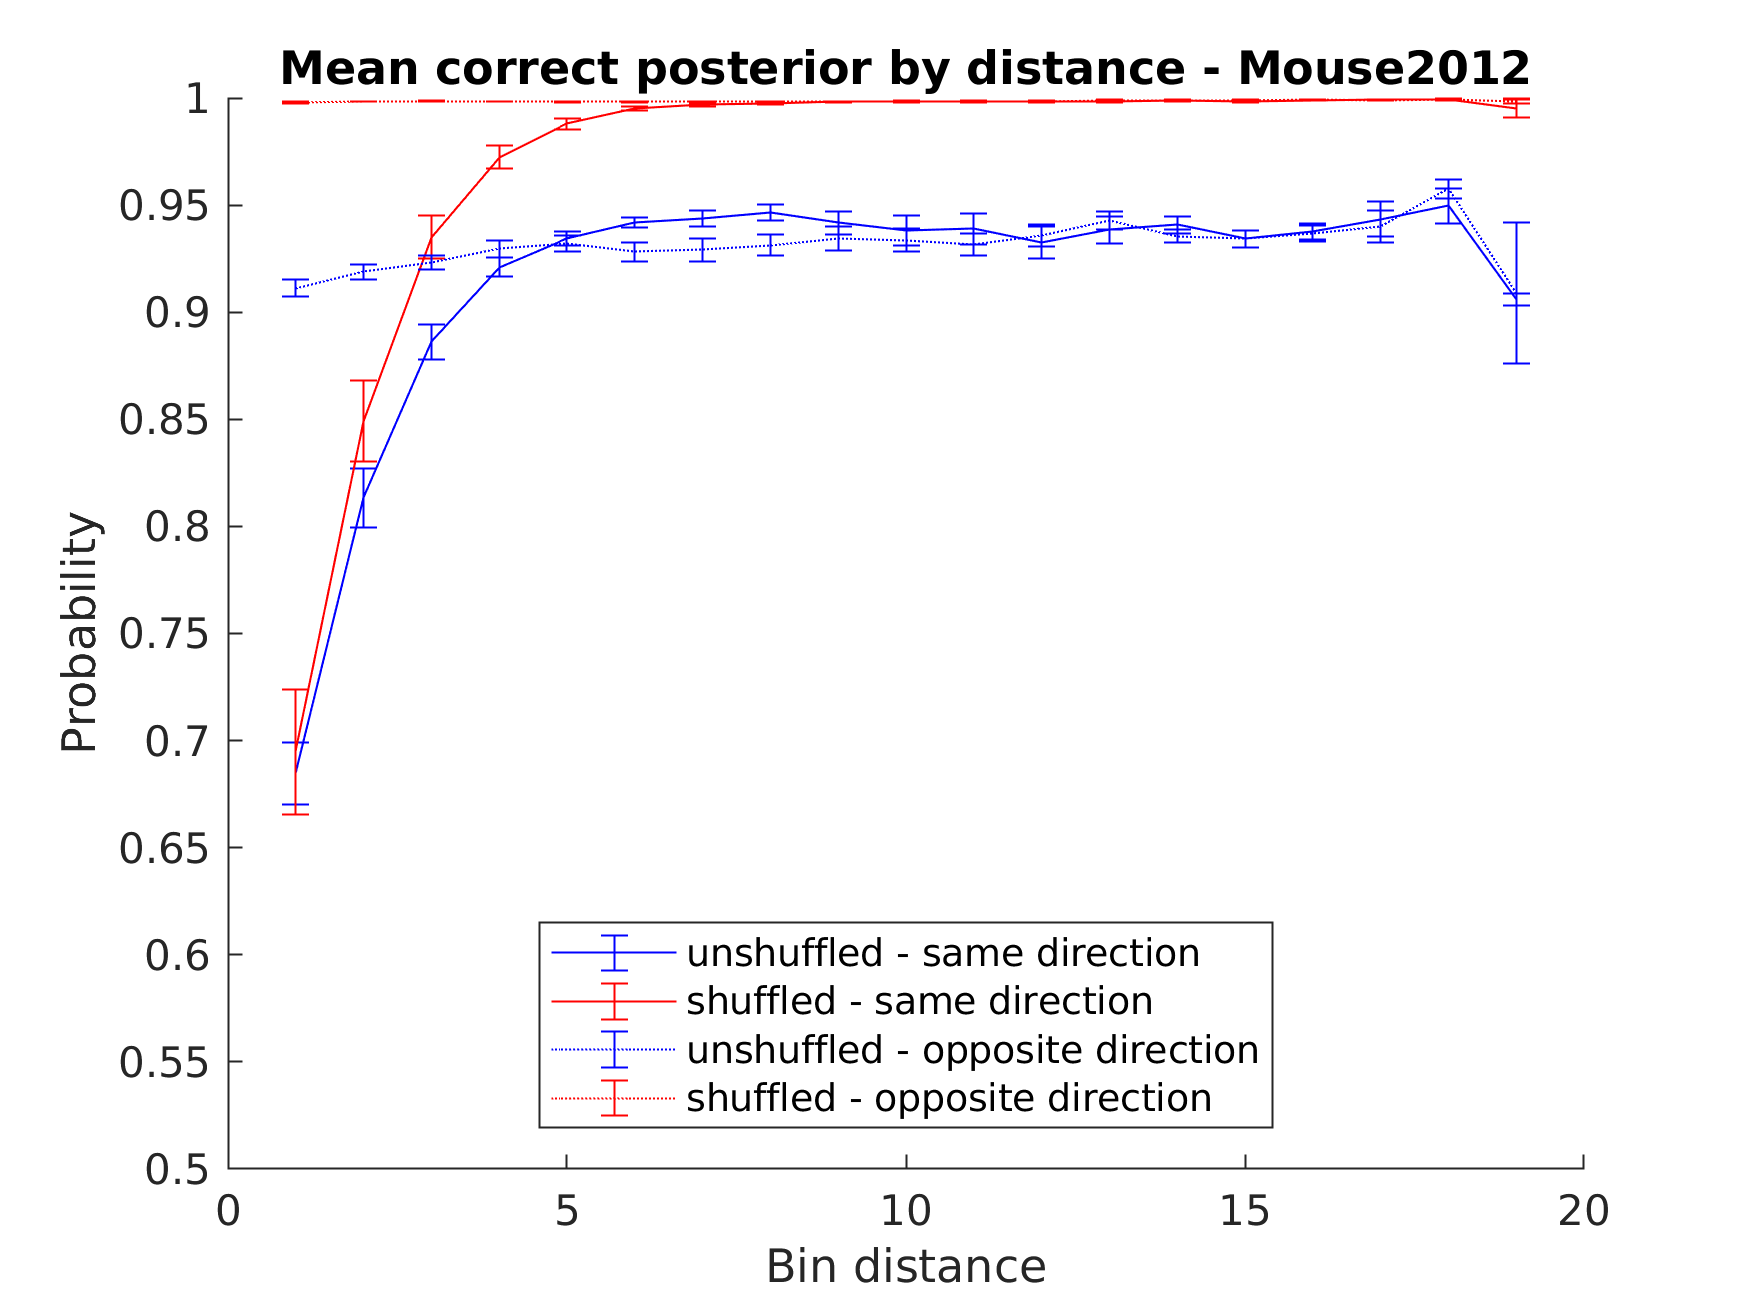 Mean correct posterior by distance - Mouse2012
1
0.95
0.9
0.85
0.8
0.75
0.7
0.65
0.6
0.55
0.5
Probability
unshuffled - same direction
shuffled - same direction
unshuffled - opposite direction
shuffled - opposite direction
0 5 10 15 20
Bin distance